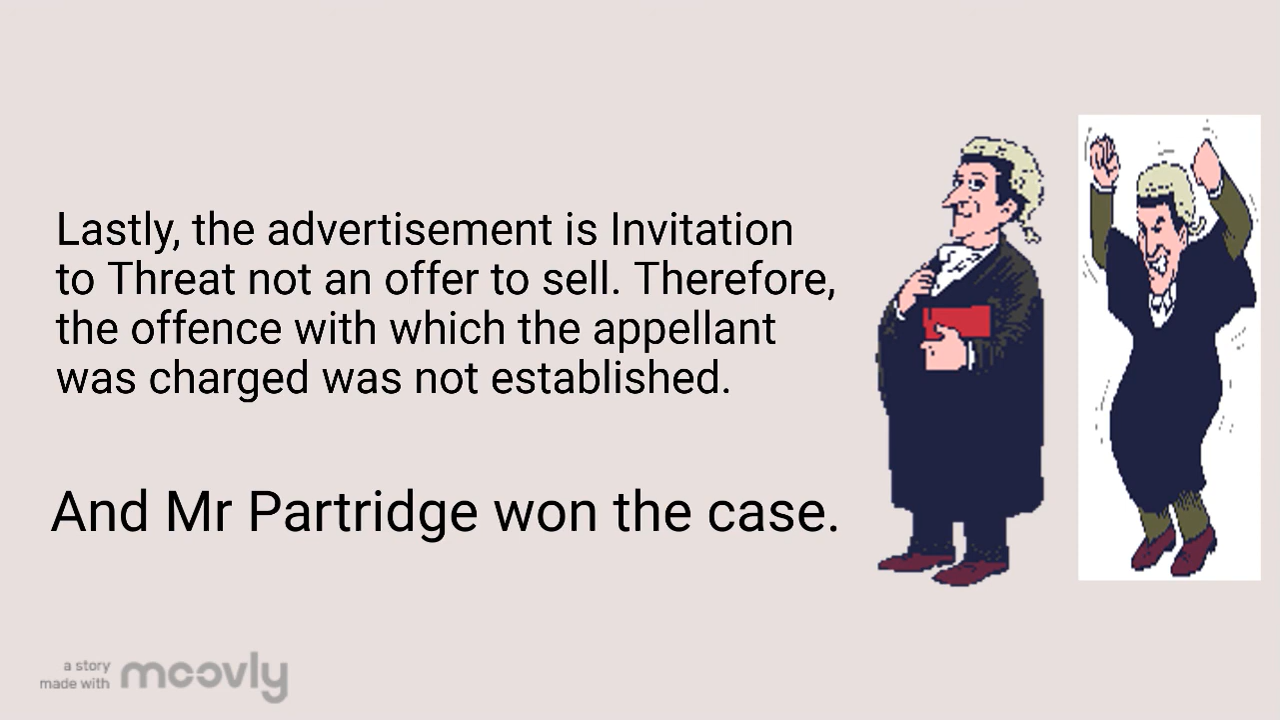 Lastly, the advertisement is Invitation
to Threat not an offer to sell. Therefore,
the offence with which the appellant
was charged was not established.
And Mr Partridge won the case.
a story
made with moovly